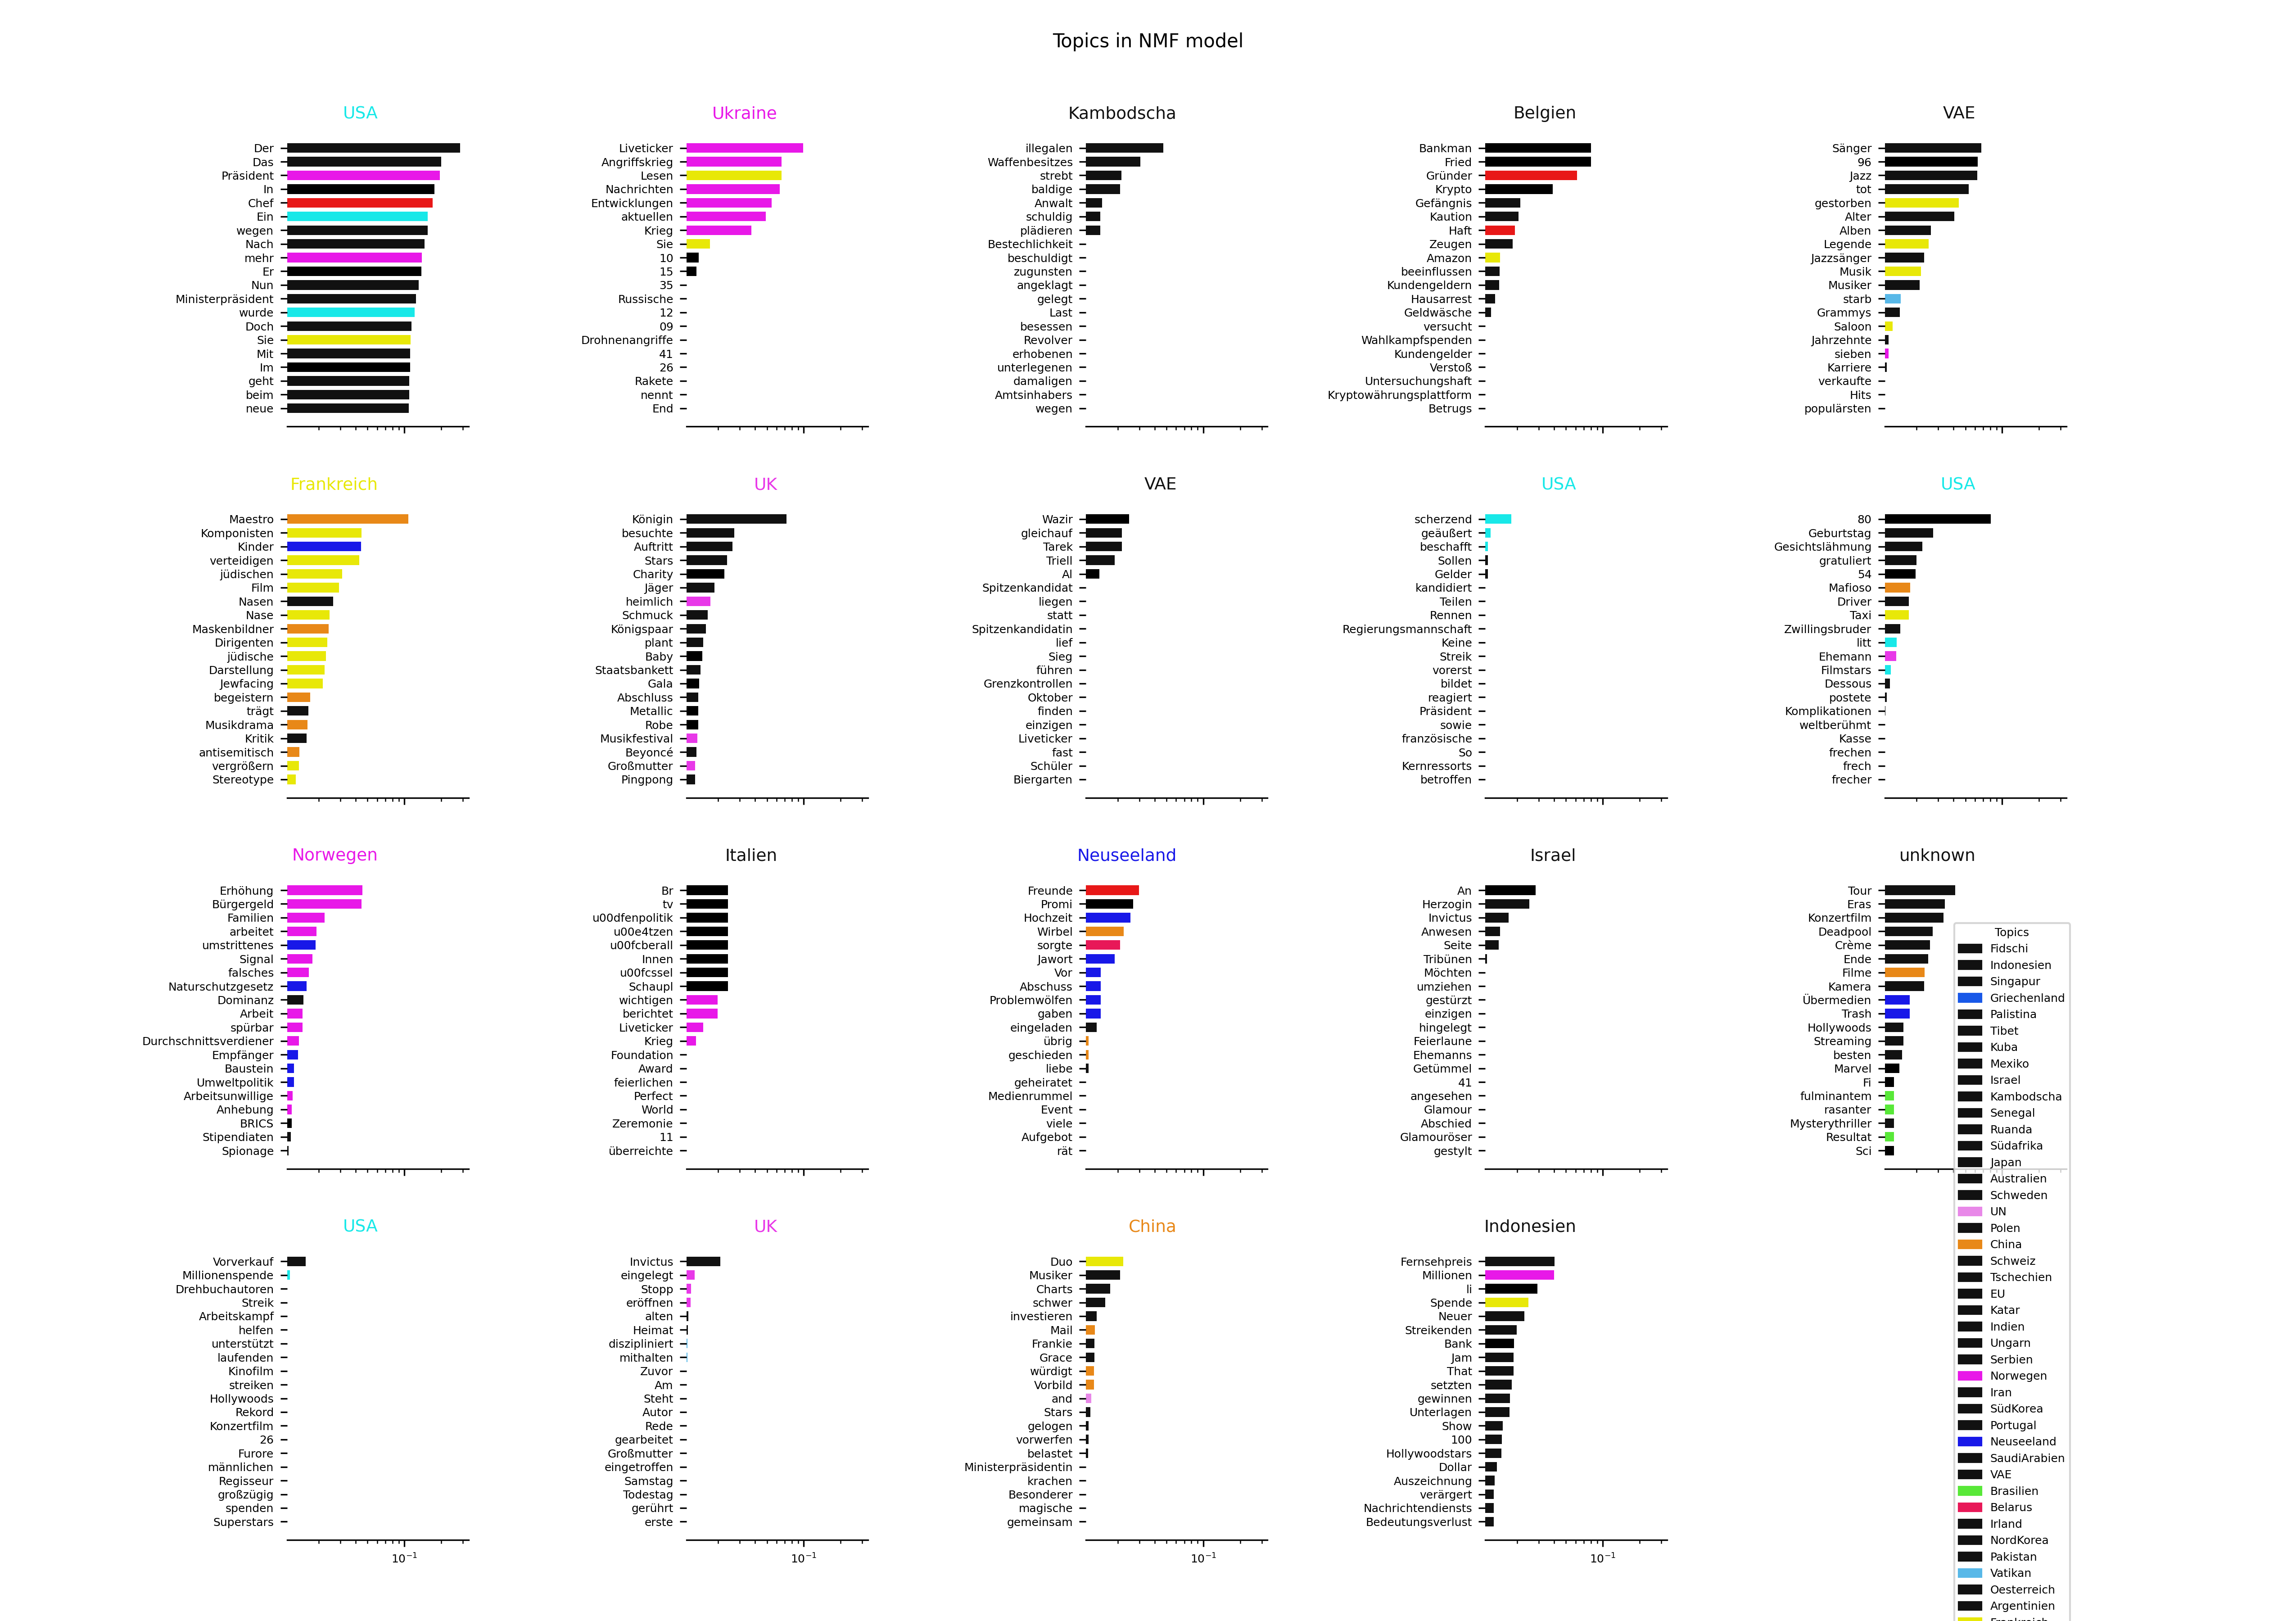 Topics in NMF model
USA
Der
Das
Präsident
In
Chef
Ein
wegen
Nach
mehr
Er
Nun
Ministerpräsident
wurde
Doch
Sie
Mit
Im
geht
beim
neue
Ukraine
Liveticker
Angriffskrieg
Lesen
Nachrichten
Entwicklungen
aktuellen
Krieg
Sie
10
15
35
Russische
12
09
Drohnenangriffe
41
26
Rakete
nennt
End
Kambodscha
illegalen
Waffenbesitzes
strebt
baldige
Anwalt
schuldig
plädieren
Bestechlichkeit
beschuldigt
zugunsten
angeklagt
gelegt
Last
besessen
Revolver
erhobenen
unterlegenen
damaligen
Amtsinhabers
wegen
Belgien
Bankman
Fried
Gründer
Krypto
Gefängnis
Kaution
Haft
Zeugen
Amazon
beeinflussen
Kundengeldern
Hausarrest
Geldwäsche
versucht
Wahlkampfspenden
Kundengelder
Verstoß
Untersuchungshaft
Kryptowährungsplattform
Betrugs
VAE
Sänger
96
Jazz
tot
gestorben
Alter
Alben
Legende
Jazzsänger
Musik
Musiker
starb
Grammys
Saloon
Jahrzehnte
sieben
Karriere
verkaufte
Hits
populärsten
Frankreich
Maestro
Komponisten
Kinder
verteidigen
jüdischen
Film
Nasen
Nase
Maskenbildner
Dirigenten
jüdische
Darstellung
Jewfacing
begeistern
trägt
Musikdrama
Kritik
antisemitisch
vergrößern
Stereotype
UK
Königin
besuchte
Auftritt
Stars
Charity
Jäger
heimlich
Schmuck
Königspaar
plant
Baby
Staatsbankett
Gala
Abschluss
Metallic
Robe
Musikfestival
Beyoncé
Großmutter
Pingpong
VAE
Wazir
gleichauf
Tarek
Triell
Al
Spitzenkandidat
liegen
statt
Spitzenkandidatin
lief
Sieg
führen
Grenzkontrollen
Oktober
finden
einzigen
Liveticker
fast
Schüler
Biergarten
USA
scherzend
geäußert
beschafft
Sollen
Gelder
kandidiert
Teilen
Rennen
Regierungsmannschaft
Keine
Streik
vorerst
bildet
reagiert
Präsident
sowie
französische
So
Kernressorts
betroffen
USA
80
Geburtstag
Gesichtslähmung
gratuliert
54
Mafioso
Driver
Taxi
Zwillingsbruder
litt
Ehemann
Filmstars
Dessous
postete
Komplikationen
weltberühmt
Kasse
frechen
frech
frecher
Norwegen
Erhöhung
Bürgergeld
Familien
arbeitet
umstrittenes
Signal
falsches
Naturschutzgesetz
Dominanz
Arbeit
spürbar
Durchschnittsverdiener
Empfänger
Baustein
Umweltpolitik
Arbeitsunwillige
Anhebung
BRICS
Stipendiaten
Spionage
Italien
Br
tv
u00dfenpolitik
u00e4tzen
u00fcberall
Innen
u00fcssel
Schaupl
wichtigen
berichtet
Liveticker
Krieg
Foundation
Award
feierlichen
Perfect
World
Zeremonie
11
überreichte
Neuseeland
Freunde
Promi
Hochzeit
Wirbel
sorgte
Jawort
Vor
Abschuss
Problemwölfen
gaben
eingeladen
übrig
geschieden
liebe
geheiratet
Medienrummel
Event
viele
Aufgebot
rät
Israel
An
Herzogin
Invictus
Anwesen
Seite
Tribünen
Möchten
umziehen
gestürzt
einzigen
hingelegt
Feierlaune
Ehemanns
Getümmel
41
angesehen
Glamour
Abschied
Glamouröser
gestylt
unknown
Tour
Eras
Konzertfilm
Deadpool
Crème
Ende
Filme
Kamera
Übermedien
Trash
Hollywoods
Streaming
besten
Marvel
Fi
fulminantem
rasanter
Mysterythriller
Resultat
Sci
USA
Vorverkauf
Millionenspende
Drehbuchautoren
Streik
Arbeitskampf
helfen
unterstützt
laufenden
Kinofilm
streiken
Hollywoods
Rekord
Konzertfilm
26
Furore
männlichen
Regisseur
großzügig
spenden
Superstars
10⁻¹
UK
Invictus
eingelegt
Stopp
eröffnen
alten
Heimat
diszipliniert
mithalten
Zuvor
Am
Steht
Autor
Rede
gearbeitet
Großmutter
eingetroffen
Samstag
Todestag
gerührt
erste
10⁻¹
China
Duo
Musiker
Charts
schwer
investieren
Mail
Frankie
Grace
würdigt
Vorbild
and
Stars
gelogen
vorwerfen
belastet
Ministerpräsidentin
krachen
Besonderer
magische
gemeinsam
10⁻¹
Indonesien
Fernsehpreis
Millionen
li
Spende
Neuer
Streikenden
Bank
Jam
That
setzten
gewinnen
Unterlagen
Show
100
Hollywoodstars
Dollar
Auszeichnung
verärgert
Nachrichtendiensts
Bedeutungsverlust
10⁻¹
Topics
Fidschi
Indonesien
Singapur
Griechenland
Palistina
Tibet
Kuba
Mexiko
Israel
Kambodscha
Senegal
Ruanda
Südafrika
Japan
Australien
Schweden
UN
Polen
China
Schweiz
Tschechien
EU
Katar
Indien
Ungarn
Serbien
Norwegen
Iran
SüdKorea
Portugal
Neuseeland
SaudiArabien
VAE
Brasilien
Belarus
Irland
NordKorea
Pakistan
Vatikan
Oesterreich
Argentinien
Frankreich